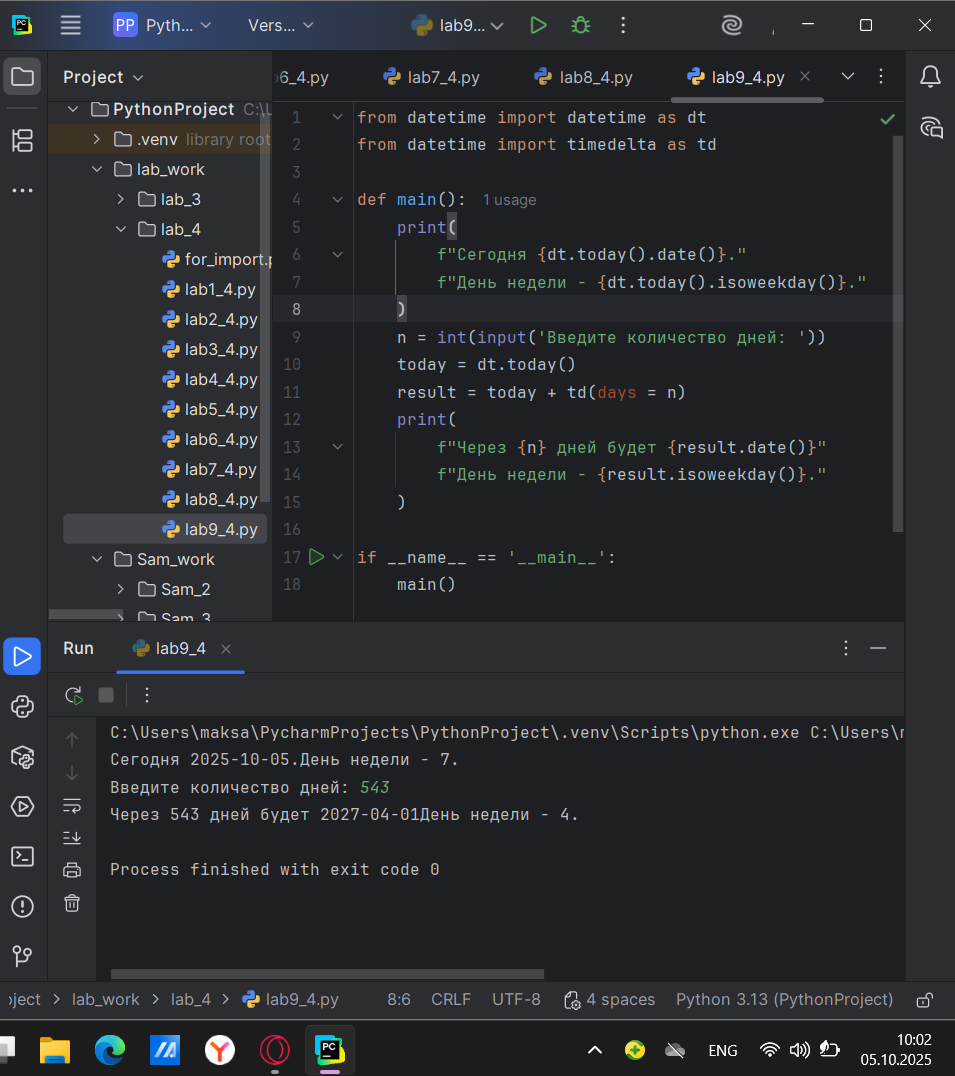 PP Pyth... Vers... lab9...
Project
PythonProject
.venv library root
lab_work
lab_3
lab_4
for_import.
lab1_4.py
lab2_4.py
lab3_4.py
lab4_4.py
lab5_4.py
lab6_4.py
lab7_4.py
lab8_4.py
lab9_4.py
Sam_work
Sam_2
Sam_3
6_4.py lab7_4.py lab8_4.py lab9_4.py
1 from datetime import datetime as dt
2 from datetime import timedelta as td
3
4 def main(): 1 usage
5 print(
6 f"Сегодня {dt.today().date()}."
7 f"День недели - {dt.today().isoweekday()}."
8 )
9 n = int(input('Введите количество дней: '))
10 today = dt.today()
11 result = today + td(days = n)
12 print(
13 f"Через {n} дней будет {result.date()}"
14 f"День недели - {result.isoweekday()}."
15 )
16
17 if __name__ == '__main__':
18 main()
Run lab9_4
C:\Users\maksa\PycharmProjects\PythonProject\.venv\Scripts\python.exe C:\Users\
Сегодня 2025-10-05.День недели - 7.
Введите количество дней: 543
Через 543 дней будет 2027-04-01День недели - 4.
Process finished with exit code 0
ject > lab_work > lab_4 > lab9_4.py 8:6 CRLF UTF-8 4 spaces Python 3.13 (PythonProject)
PC ENG 10:02
05.10.2025